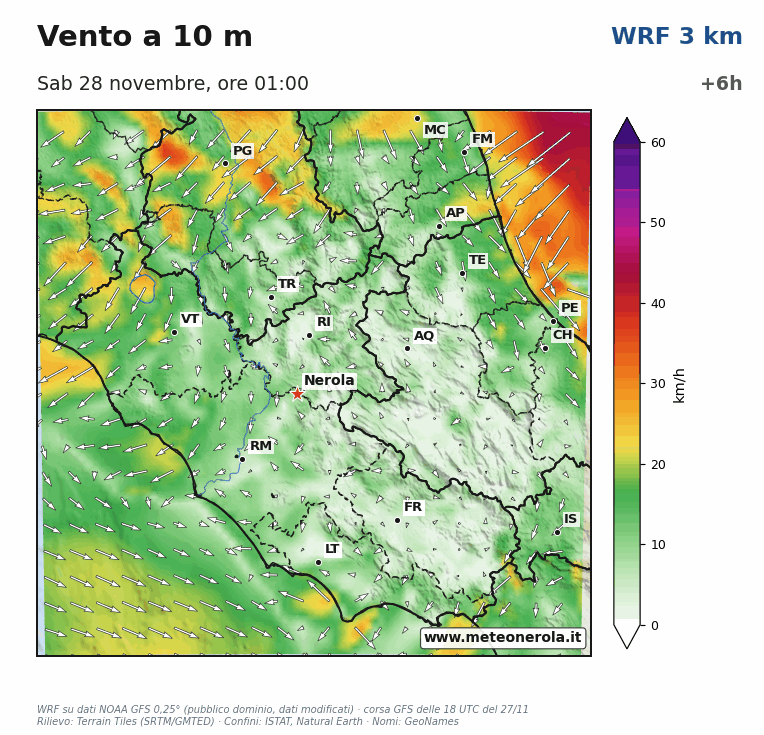 Vento a 10 m
WRF 3 km
Sab 28 novembre, ore 01:00
+6h
MC
FM
PG
AP
TE
TR
PE
VT
RI
AQ
CH
Nerola
RM
FR
IS
LT
www.meteonerola.it
60
50
40
30
20
10
0
km/h
WRF su dati NOAA GFS 0,25° (pubblico dominio, dati modificati) · corsa GFS delle 18 UTC del 27/11
Rilievo: Terrain Tiles (SRTM/GMTED) · Confini: ISTAT, Natural Earth · Nomi: GeoNames